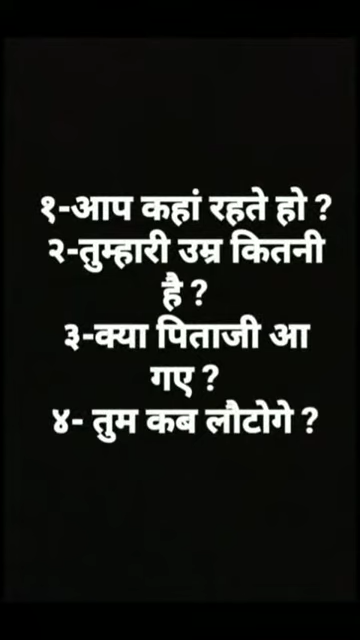 १-आप कहां रहते हो ?
२-तुम्हारी उम्र कितनी
है ?
३-क्या पिताजी आ
गए ?
४- तुम कब लौटोगे ?